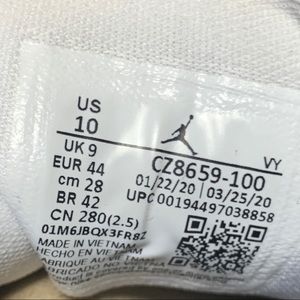 US
10
UK 9
EUR 44
cm 28
BR 42
CN 280(2.5)
01M6JBQX3FR8Z
VY
CZ8659-100
01/22/20 03/25/20
UPC 00194497038858
MADE IN VIETNAM
HECHO EN VIETNAM